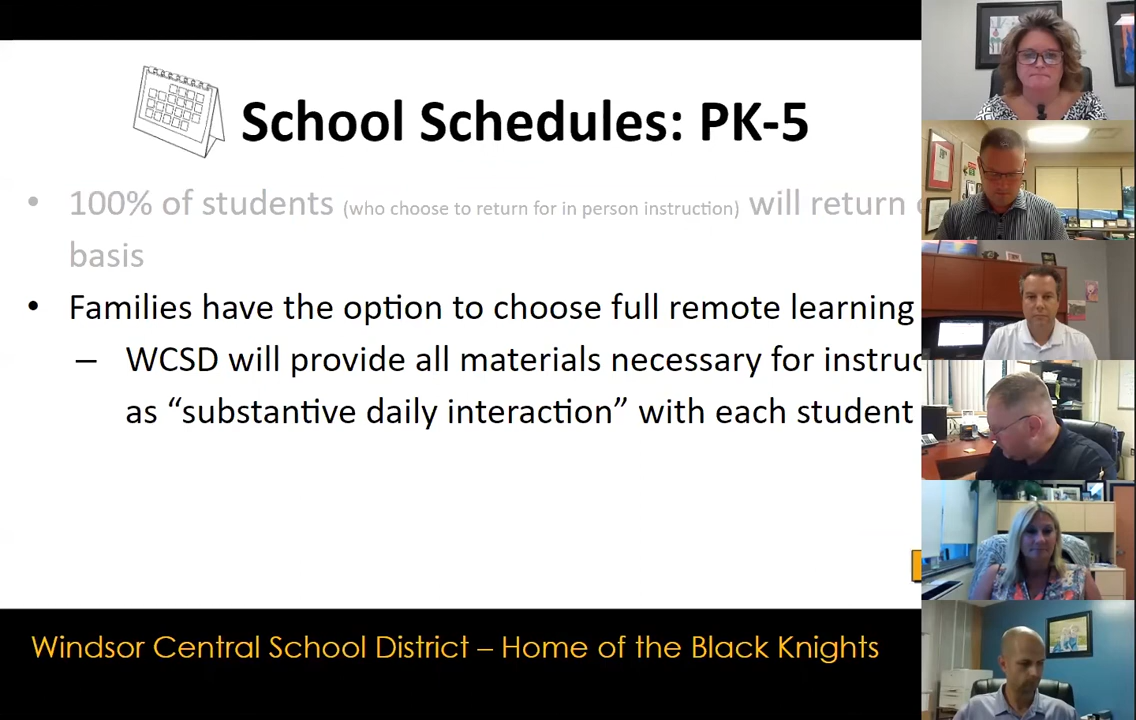 School Schedules: PK-5
• 100% of students (who choose to return for in person instruction) will return
basis
• Families have the option to choose full remote learning
– WCSD will provide all materials necessary for instruc
as “substantive daily interaction” with each student
Windsor Central School District – Home of the Black Knights